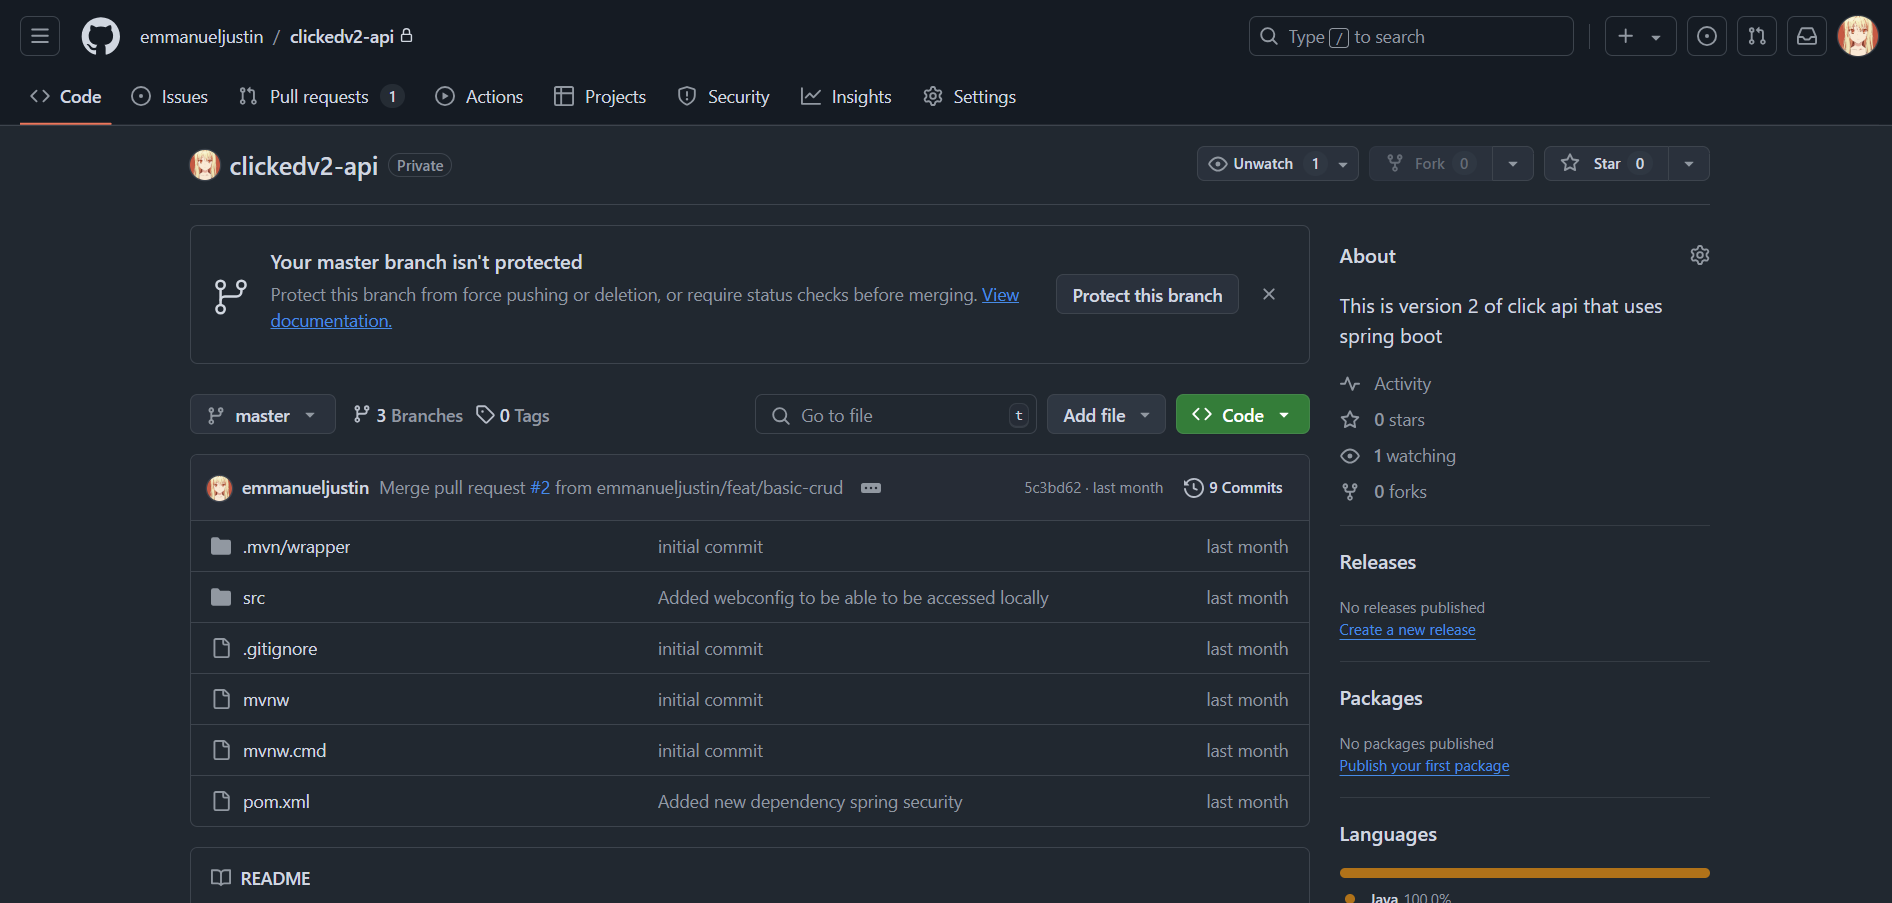 emmanueljustin / clickedv2-api
Type / to search
Code
Issues
Pull requests 1
Actions
Projects
Security
Insights
Settings
clickedv2-api Private
Unwatch 1
Fork 0
Star 0
Your master branch isn't protected
Protect this branch from force pushing or deletion, or require status checks before merging. View
documentation.
Protect this branch
master
3 Branches
0 Tags
Go to file t
Add file
Code
emmanueljustin Merge pull request #2 from emmanueljustin/feat/basic-crud
5c3bd62 · last month
9 Commits
.mvn/wrapper initial commit last month
src Added webconfig to be able to be accessed locally last month
.gitignore initial commit last month
mvnw initial commit last month
mvnw.cmd initial commit last month
pom.xml Added new dependency spring security last month
README
About
This is version 2 of click api that uses
spring boot
Activity
0 stars
1 watching
0 forks
Releases
No releases published
Create a new release
Packages
No packages published
Publish your first package
Languages
Java 100.0%